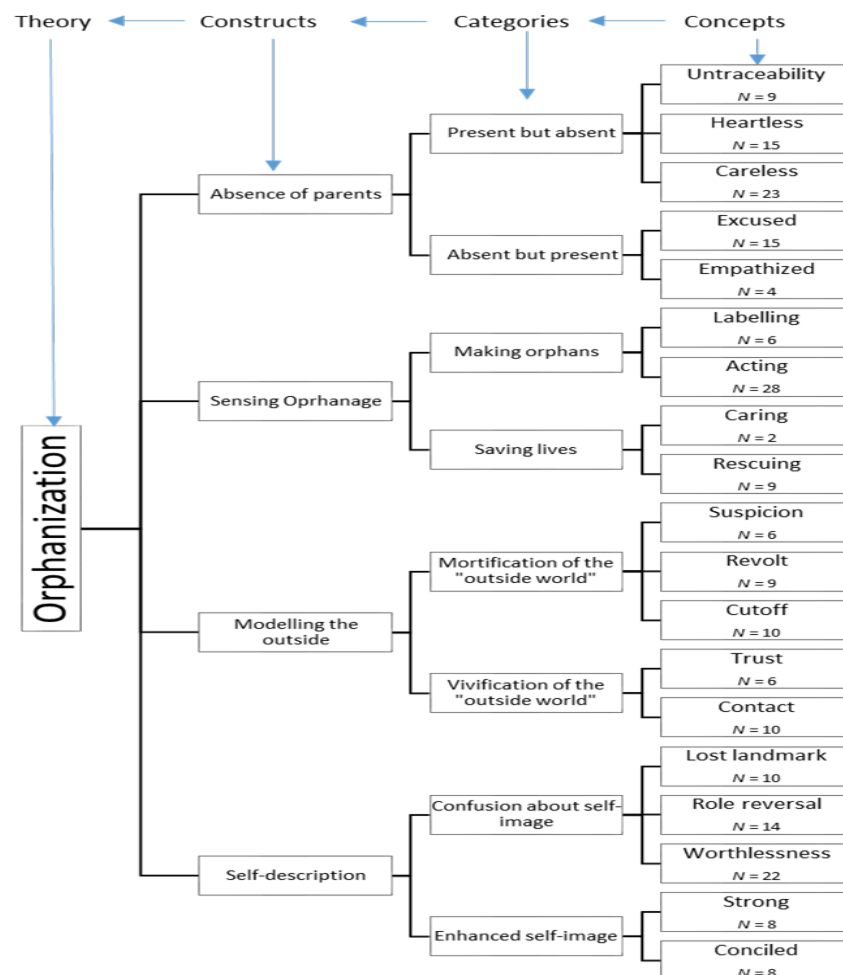 Theory
Constructs
Categories
Concepts
Orphanization
Absence of parents
Present but absent
Untraceability
N = 9
Heartless
N = 15
Careless
N = 23
Absent but present
Excused
N = 15
Empathized
N = 4
Sensing Oprhanage
Making orphans
Labelling
N = 6
Acting
N = 28
Saving lives
Caring
N = 2
Rescuing
N = 9
Modelling the
outside
Mortification of the
"outside world"
Suspicion
N = 6
Revolt
N = 9
Cutoff
N = 10
Vivification of the
"outside world"
Trust
N = 6
Contact
N = 10
Self-description
Confusion about self-
image
Lost landmark
N = 10
Role reversal
N = 14
Worthlessness
N = 22
Enhanced self-image
Strong
N = 8
Conciled
N = 8